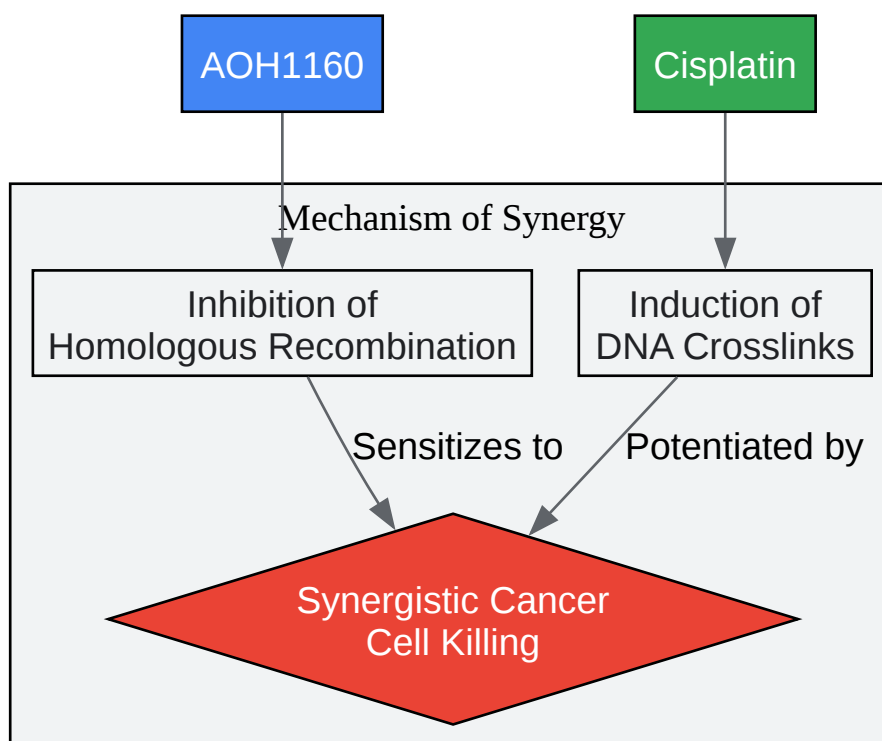 AOH1160
Cisplatin
Mechanism of Synergy
Inhibition of
Homologous Recombination
Induction of
DNA Crosslinks
Sensitizes to
Potentiated by
Synergistic Cancer
Cell Killing